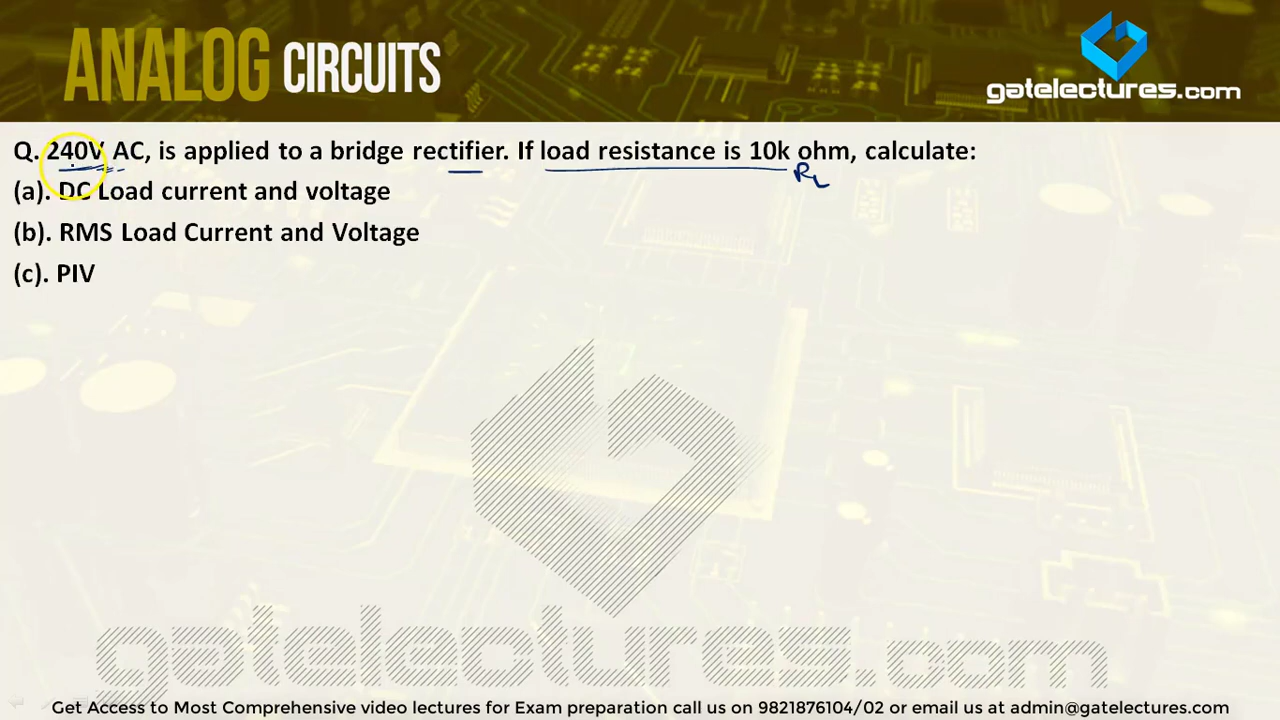 ANALOG CIRCUITS
gatelectures.com
Q. 240V AC, is applied to a bridge rectifier. If load resistance is 10k ohm, calculate:
RL
(a). DC Load current and voltage
(b). RMS Load Current and Voltage
(c). PIV
gatelectures.com
Get Access to Most Comprehensive video lectures for Exam preparation call us on 9821876104/02 or email us at admin@gatelectures.com